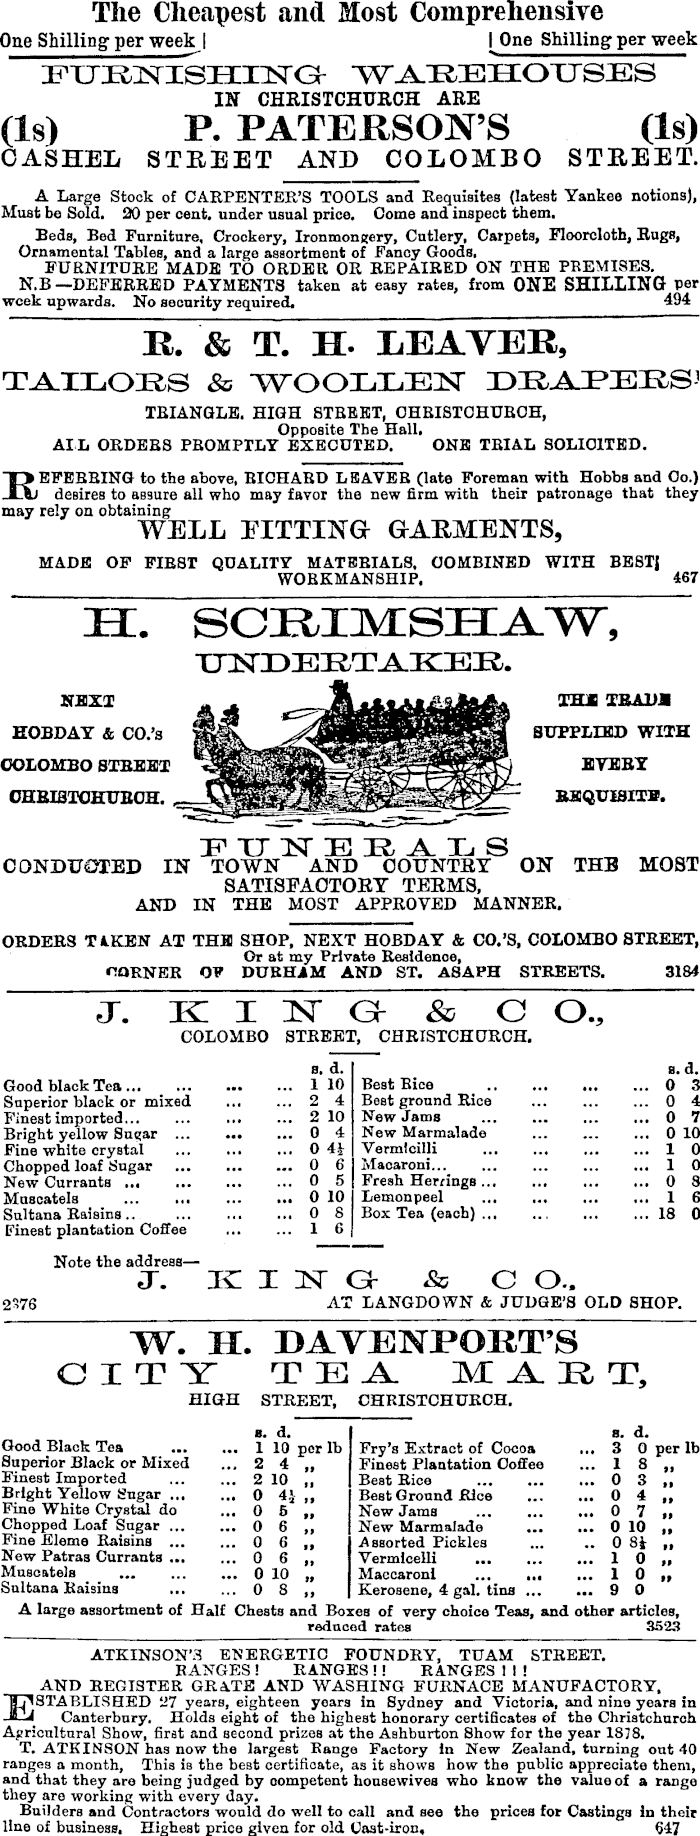 The Cheapest and Most Comprehensive
One Shilling per week | | One Shilling per week
FURNISHING WAREHOUSES
IN CHRISTCHURCH ARE
(1s) P. PATERSON'S (1s)
CASHEL STREET AND COLOMBO STREET.
A Large Stock of CARPENTER'S TOOLS and Requisites (latest Yankee notions),
Must be Sold. 20 per cent. under usual price. Come and inspect them.
Beds, Bed Furniture, Crockery, Ironmongery, Cutlery, Carpets, Floorcloth, Rugs,
Ornamental Tables, and a large assortment of Fancy Goods.
FURNITURE MADE TO ORDER OR REPAIRED ON THE PREMISES.
N.B—DEFERRED PAYMENTS taken at easy rates, from ONE SHILLING per
week upwards. No security required. 494
R. & T. H. LEAVER,
TAILORS & WOOLLEN DRAPERS
TRIANGLE. HIGH STREET, CHRISTCHURCH,
Opposite The Hall.
ALL ORDERS PROMPTLY EXECUTED. ONE TRIAL SOLICITED.
REFERRING to the above, RICHARD LEAVER (late Foreman with Hobbs and Co.)
desires to assure all who may favor the new firm with their patronage that they
may rely on obtaining
WELL FITTING GARMENTS,
MADE OF FIRST QUALITY MATERIALS, COMBINED WITH BEST
WORKMANSHIP. 467
H. SCRIMSHAW,
UNDERTAKER.
NEXT
HOBDAY & CO.'s
COLOMBO STREET
CHRISTCHURCH.
THE TRADE
SUPPLIED WITH
EVERY
REQUISITE.
FUNERALS
CONDUCTED IN TOWN AND COUNTRY ON THE MOST
SATISFACTORY TERMS,
AND IN THE MOST APPROVED MANNER.
ORDERS TAKEN AT THE SHOP, NEXT HOBDAY & CO.'S, COLOMBO STREET,
Or at my Private Residence,
CORNER OF DURHAM AND ST. ASAPH STREETS. 3184
J. KING & CO.,
COLOMBO STREET, CHRISTCHURCH.
s. d.
Good black Tea ... ... ... ... 1 10
Superior black or mixed ... ... 2 4
Finest imported... ... ... ... 2 10
Bright yellow Sugar ... ... ... 0 4
Fine white crystal ... ... ... 0 4½
Chopped loaf Sugar ... ... ... 0 6
New Currants ... ... ... ... 0 5
Muscatels ... ... ... ... 0 10
Sultana Raisins .. ... ... ... 0 8
Finest plantation Coffee ... ... 1 6
s. d.
Best Rice .. ... ... ... 0 3
Best ground Rice ... ... ... 0 4
New Jams ... ... ... ... 0 7
New Marmalade ... ... ... 0 10
Vermicilli ... ... ... ... 1 0
Macaroni... ... ... ... ... 1 0
Fresh Herrings ... ... ... ... 0 8
Lemonpeel ... ... ... ... 1 6
Box Tea (each) ... ... ... ... 18 0
Note the address—
J. KING & CO.,
2376 AT LANGDOWN & JUDGE'S OLD SHOP.
W. H. DAVENPORT'S
CITY TEA MART,
HIGH STREET, CHRISTCHURCH.
s. d.
Good Black Tea ... ... 1 10 per lb
Superior Black or Mixed ... 2 4 „
Finest Imported ... ... 2 10 „
Bright Yellow Sugar ... ... 0 4½ „
Fine White Crystal do ... 0 5 „
Chopped Loaf Sugar ... ... 0 6 „
Fine Eleme Raisins ... ... 0 6 „
New Patras Currants ... ... 0 6 „
Muscatels ... ... ... 0 10 „
Sultana Raisins ... ... 0 8 „
s. d.
Fry's Extract of Cocoa ... 3 0 per lb
Finest Plantation Coffee ... 1 8 „
Best Rice ... ... ... 0 3 „
Best Ground Rice ... ... 0 4 „
New Jams ... ... ... 0 7 „
New Marmalade ... ... 0 10 „
Assorted Pickles ... .. 0 8½ „
Vermicelli ... ... ... 1 0 „
Maccaroni ... ... ... 1 0 „
Kerosene, 4 gal. tins ... ... 9 0
A large assortment of Half Chests and Boxes of very choice Teas, and other articles,
reduced rates 3523
ATKINSON'S ENERGETIC FOUNDRY, TUAM STREET.
RANGES! RANGES!! RANGES!!!
AND REGISTER GRATE AND WASHING FURNACE MANUFACTORY.
ESTABLISHED 27 years, eighteen years in Sydney and Victoria, and nine years in
Canterbury. Holds eight of the highest honorary certificates of the Christchurch
Agricultural Show, first and second prizes at the Ashburton Show for the year 1878.
T. ATKINSON has now the largest Range Factory in New Zealand, turning out 40
ranges a month, This is the best certificate, as it shows how the public appreciate them,
and that they are being judged by competent housewives who know the value of a range
they are working with every day.
Builders and Contractors would do well to call and see the prices for Castings in their
line of business. Highest price given for old Cast-iron. 647